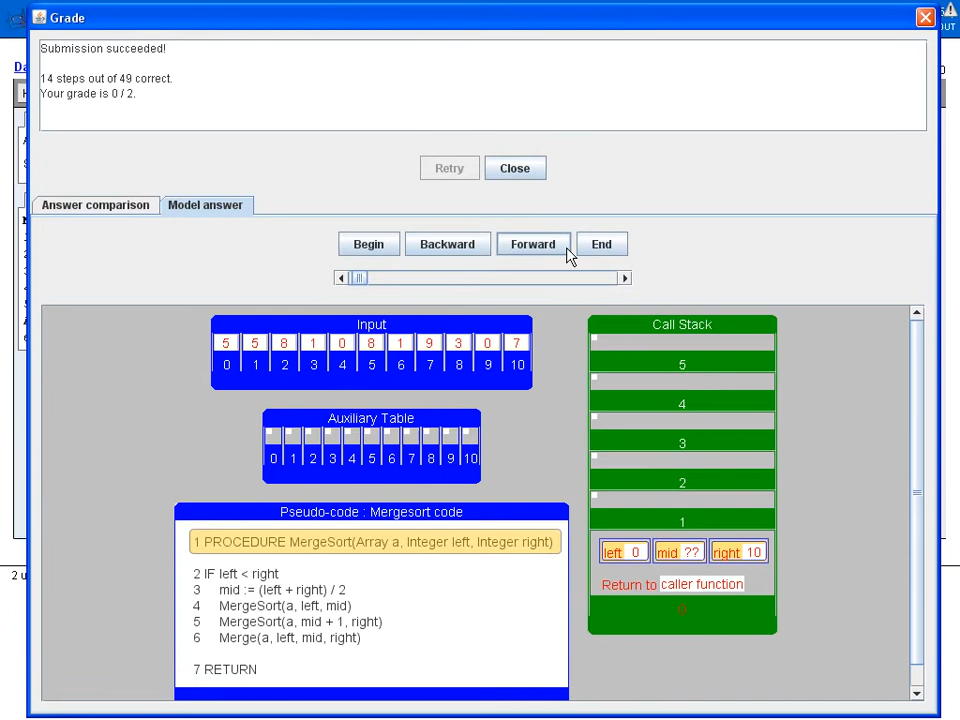 Grade
Submission succeeded!
14 steps out of 49 correct.
Your grade is 0 / 2.
Retry Close
Answer comparison Model answer
Begin Backward Forward End
Input
5 5 8 1 0 8 1 9 3 0 7
0 1 2 3 4 5 6 7 8 9 10
Auxiliary Table
0 1 2 3 4 5 6 7 8 9 10
Pseudo-code : Mergesort code
1 PROCEDURE MergeSort(Array a, Integer left, Integer right)
2 IF left < right
3 mid := (left + right) / 2
4 MergeSort(a, left, mid)
5 MergeSort(a, mid + 1, right)
6 Merge(a, left, mid, right)
7 RETURN
Call Stack
5
4
3
2
1
left 0 mid ?? right 10
Return to caller function
0
Da
OUT
2 u